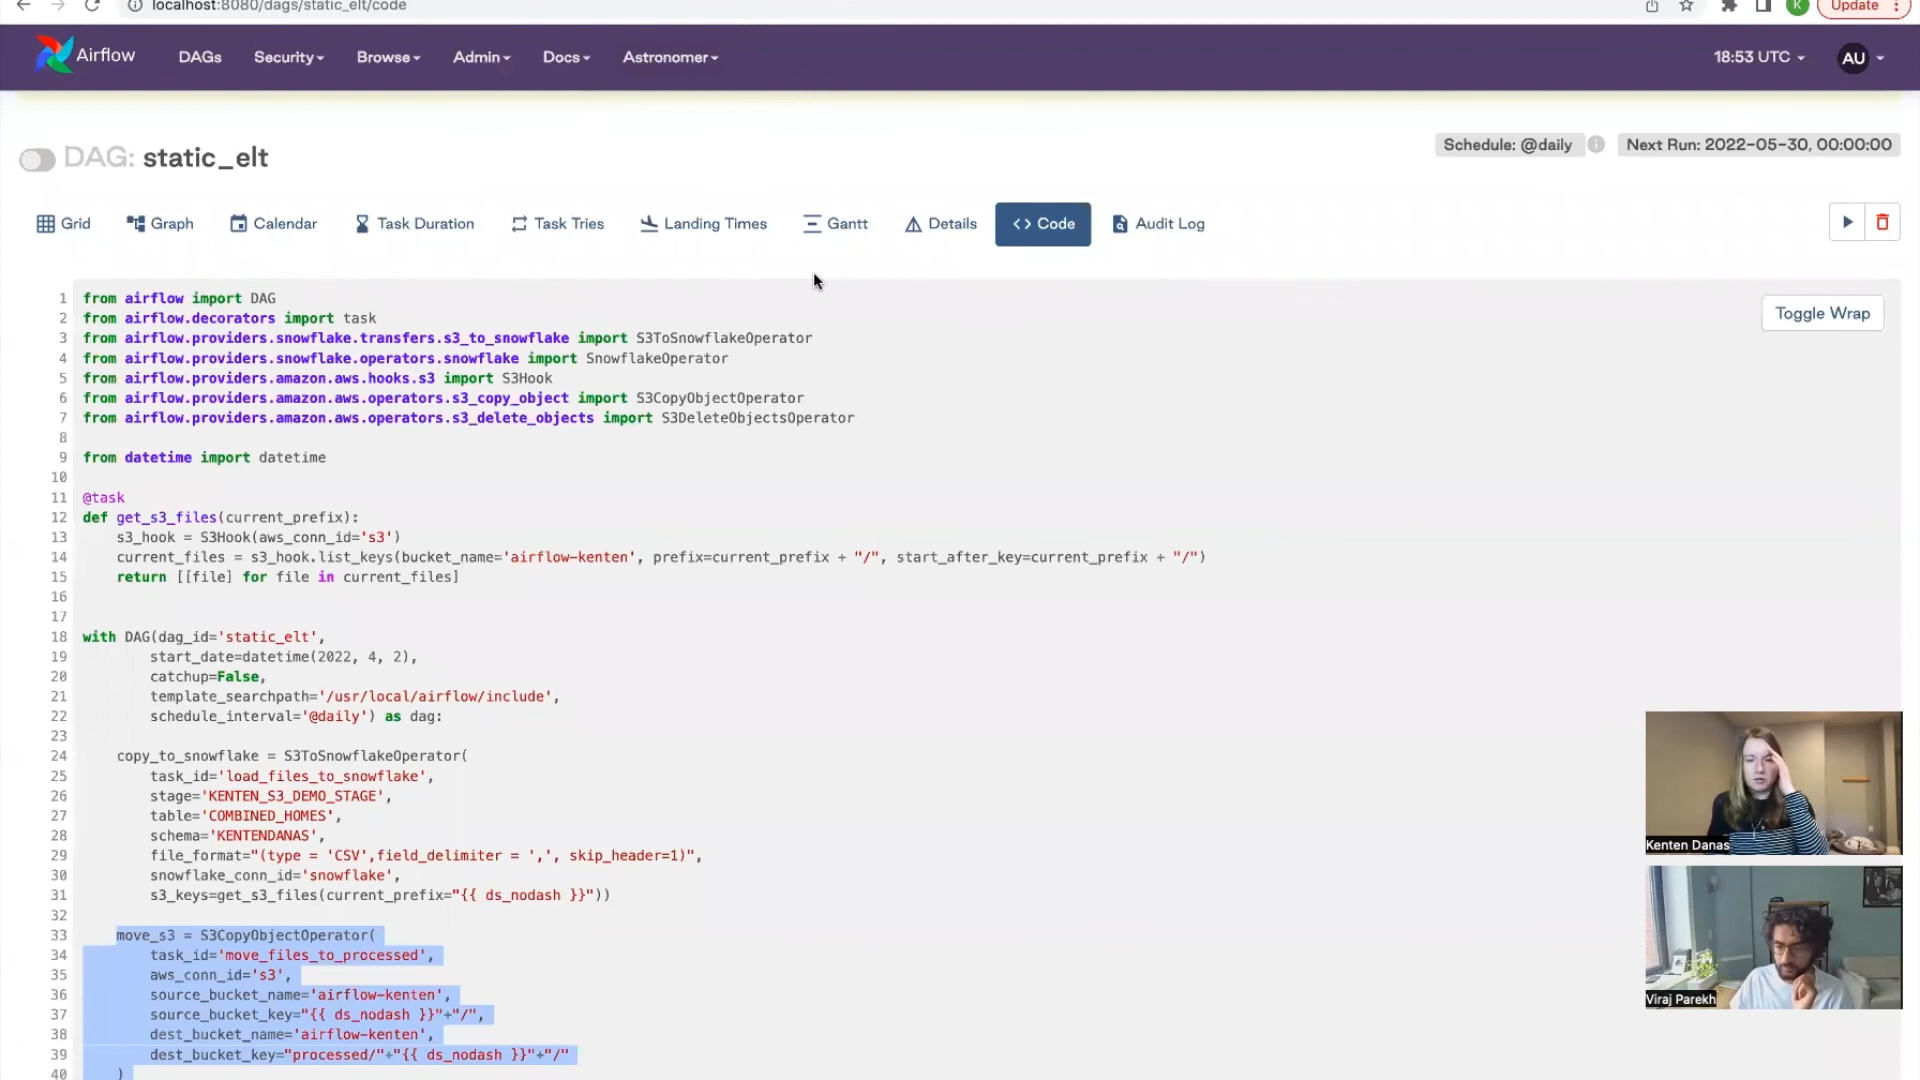 localhost:8080/dags/static_elt/code
K
Update
Airflow
DAGs
Security
Browse
Admin
Docs
Astronomer
18:53 UTC
AU
DAG: static_elt
Schedule: @daily
Next Run: 2022-05-30, 00:00:00
Grid
Graph
Calendar
Task Duration
Task Tries
Landing Times
Gantt
Details
<> Code
Audit Log
Toggle Wrap
1 from airflow import DAG
2 from airflow.decorators import task
3 from airflow.providers.snowflake.transfers.s3_to_snowflake import S3ToSnowflakeOperator
4 from airflow.providers.snowflake.operators.snowflake import SnowflakeOperator
5 from airflow.providers.amazon.aws.hooks.s3 import S3Hook
6 from airflow.providers.amazon.aws.operators.s3_copy_object import S3CopyObjectOperator
7 from airflow.providers.amazon.aws.operators.s3_delete_objects import S3DeleteObjectsOperator
8
9 from datetime import datetime
10
11 @task
12 def get_s3_files(current_prefix):
13     s3_hook = S3Hook(aws_conn_id='s3')
14     current_files = s3_hook.list_keys(bucket_name='airflow-kenten', prefix=current_prefix + "/", start_after_key=current_prefix + "/")
15     return [[file] for file in current_files]
16
17
18 with DAG(dag_id='static_elt',
19         start_date=datetime(2022, 4, 2),
20         catchup=False,
21         template_searchpath='/usr/local/airflow/include',
22         schedule_interval='@daily') as dag:
23
24     copy_to_snowflake = S3ToSnowflakeOperator(
25         task_id='load_files_to_snowflake',
26         stage='KENTEN_S3_DEMO_STAGE',
27         table='COMBINED_HOMES',
28         schema='KENTENDANAS',
29         file_format="(type = 'CSV',field_delimiter = ',', skip_header=1)",
30         snowflake_conn_id='snowflake',
31         s3_keys=get_s3_files(current_prefix="{{ ds_nodash }}"))
32
33     move_s3 = S3CopyObjectOperator(
34         task_id='move_files_to_processed',
35         aws_conn_id='s3',
36         source_bucket_name='airflow-kenten',
37         source_bucket_key="{{ ds_nodash }}"+"/",
38         dest_bucket_name='airflow-kenten',
39         dest_bucket_key="processed/"+"{{ ds_nodash }}"+"/"
40     )
Kenten Danas
Viraj Parekh